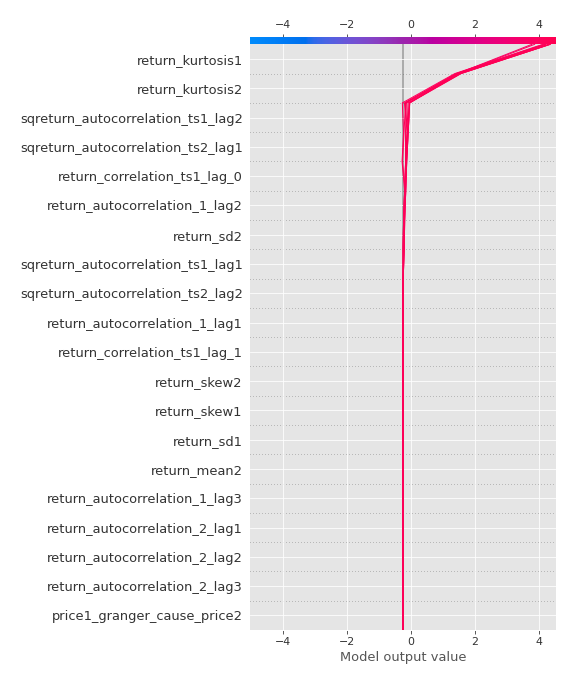 −4 −2 0 2 4
return_kurtosis1
return_kurtosis2
sqreturn_autocorrelation_ts1_lag2
sqreturn_autocorrelation_ts2_lag1
return_correlation_ts1_lag_0
return_autocorrelation_1_lag2
return_sd2
sqreturn_autocorrelation_ts1_lag1
sqreturn_autocorrelation_ts2_lag2
return_autocorrelation_1_lag1
return_correlation_ts1_lag_1
return_skew2
return_skew1
return_sd1
return_mean2
return_autocorrelation_1_lag3
return_autocorrelation_2_lag1
return_autocorrelation_2_lag2
return_autocorrelation_2_lag3
price1_granger_cause_price2
−4 −2 0 2 4
Model output value